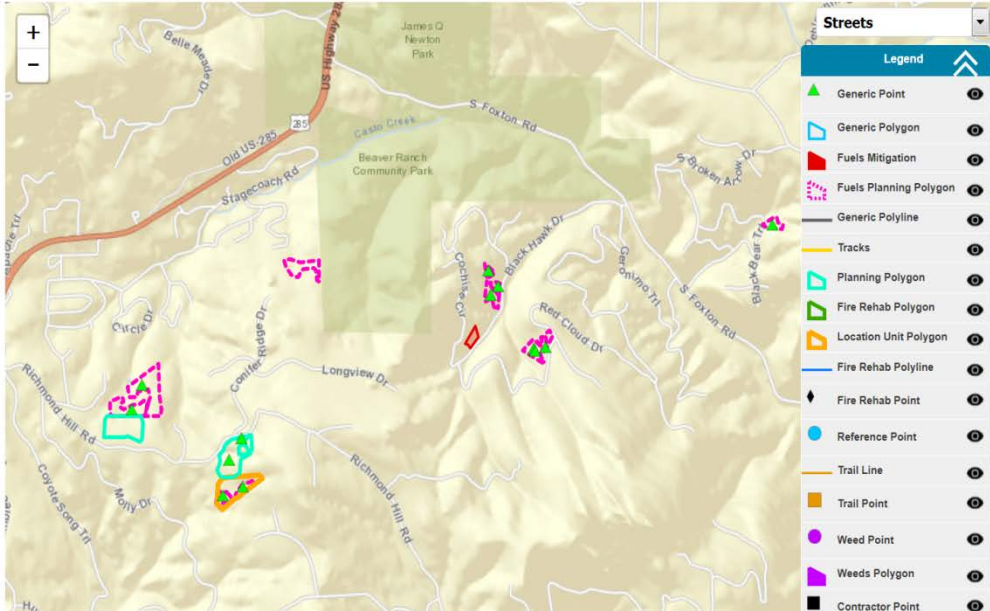 +
−
James Q
Newton
Park
Belle Meade Dr
US Highway 285
285
Old US-285
Casto Creek
S Foxton Rd
Beaver Ranch
Community Park
Stagecoach Rd
S Broken Arrow Dr
Black Hawk Dr
Cochise Cir
Geronimo Trl
Black Bear Trl
S Foxton Rd
Red Cloud Dr
Circle Dr
Conifer Ridge Dr
Longview Dr
Richmond Hill Rd
Richmond Hill Rd
Coyote Song Trl
Molly Dr
Streets
Legend
Generic Point
Generic Polygon
Fuels Mitigation
Fuels Planning Polygon
Generic Polyline
Tracks
Planning Polygon
Fire Rehab Polygon
Location Unit Polygon
Fire Rehab Polyline
Fire Rehab Point
Reference Point
Trail Line
Trail Point
Weed Point
Weeds Polygon
Contractor Point